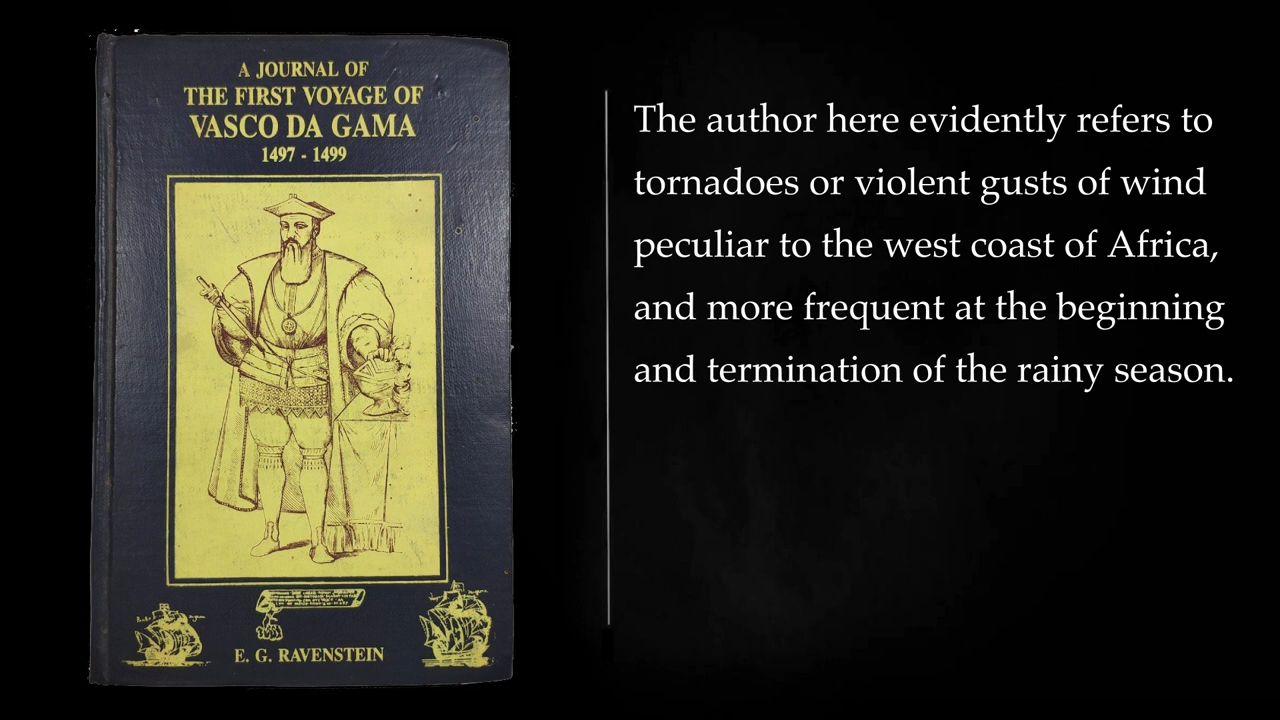 A JOURNAL OF
THE FIRST VOYAGE OF
VASCO DA GAMA
1497 - 1499
E. G. RAVENSTEIN
The author here evidently refers to
tornadoes or violent gusts of wind
peculiar to the west coast of Africa,
and more frequent at the beginning
and termination of the rainy season.